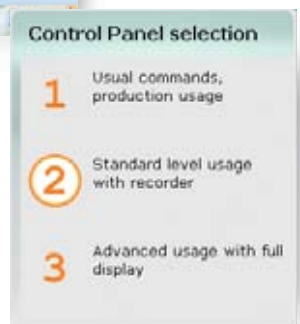 Control Panel selection
1
Usual commands,
production usage
2
Standard level usage
with recorder
3
Advanced usage with full
display